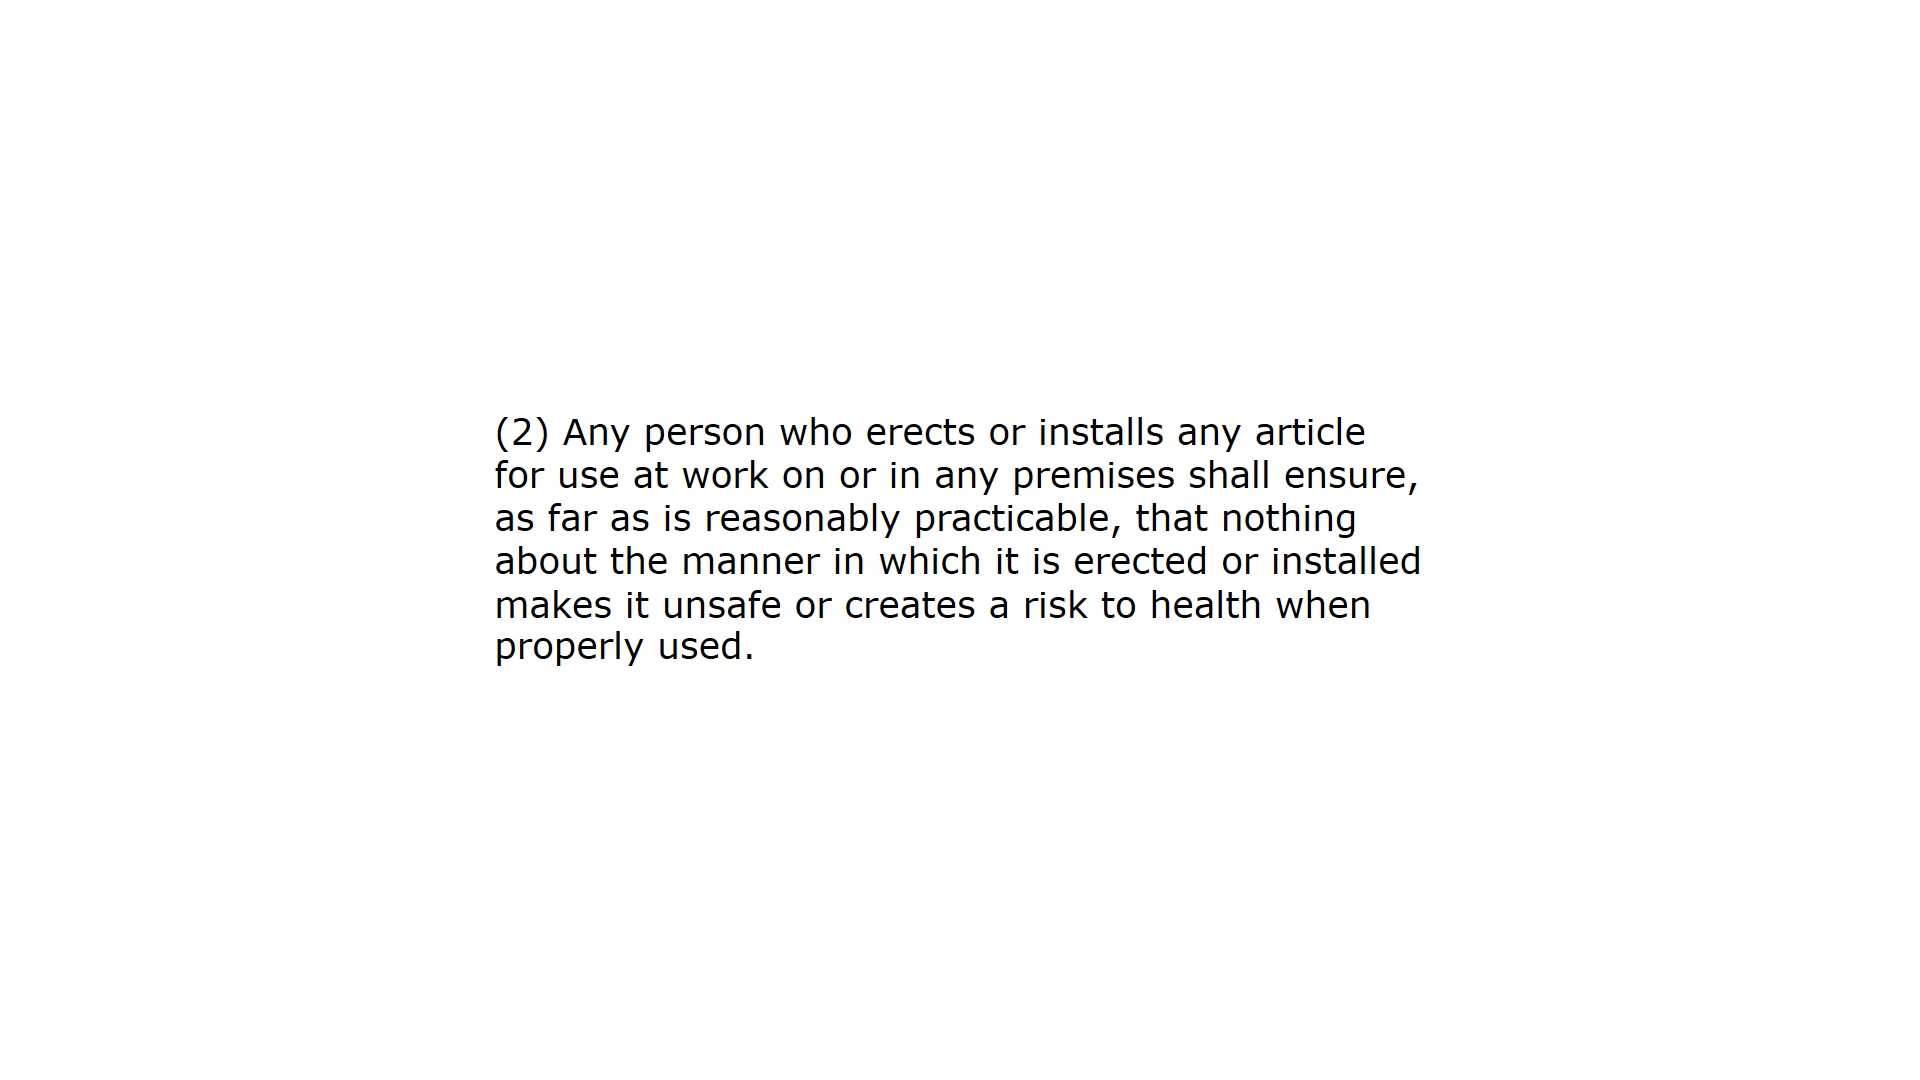 (2) Any person who erects or installs any article
for use at work on or in any premises shall ensure,
as far as is reasonably practicable, that nothing
about the manner in which it is erected or installed
makes it unsafe or creates a risk to health when
properly used.